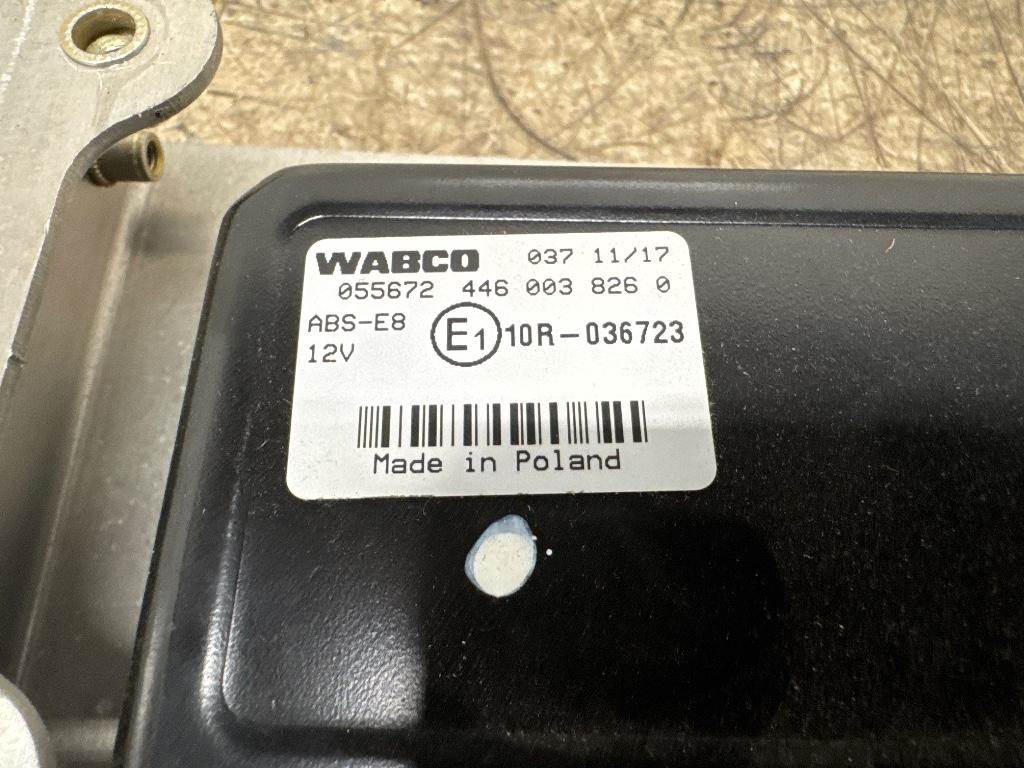 WABCO 037 11/17
055672 446 003 826 0
ABS-E8 E1 10R-036723
12V
Made in Poland